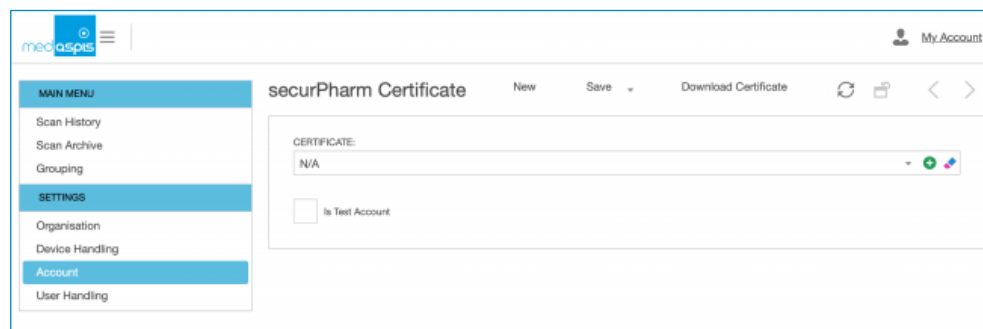 medaspis
My Account
MAIN MENU
Scan History
Scan Archive
Grouping
SETTINGS
Organisation
Device Handling
Account
User Handling
securPharm Certificate New Save Download Certificate
CERTIFICATE:
N/A
Is Test Account